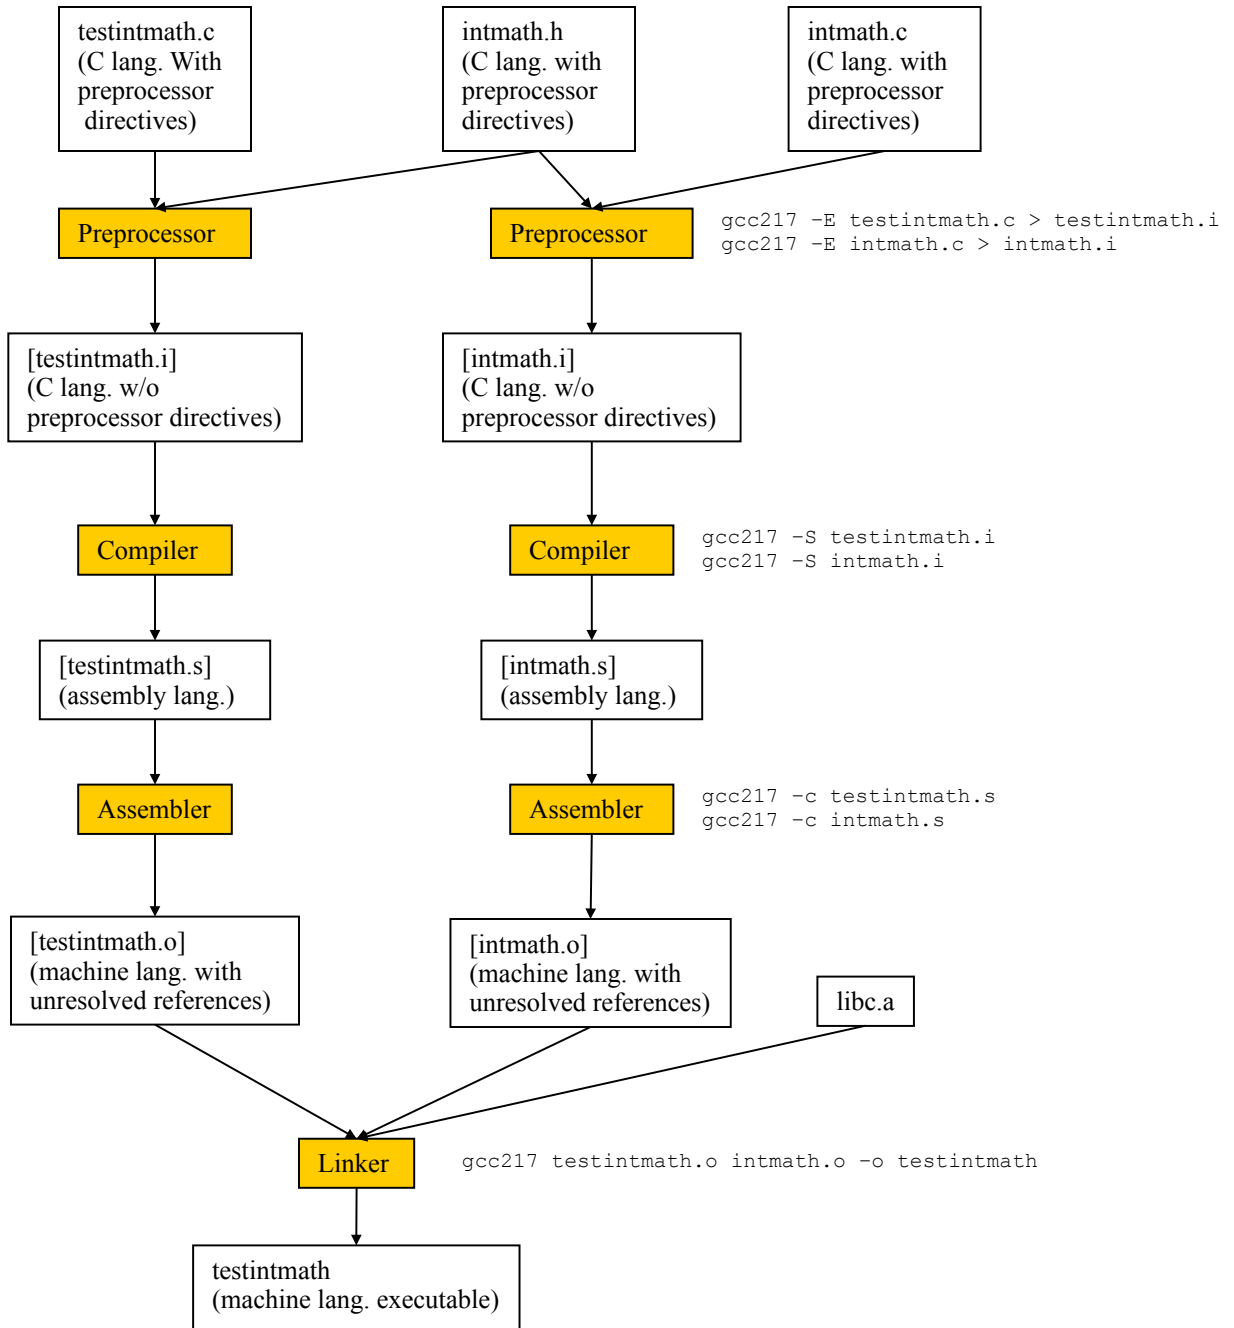 testintmath.c
(C lang. With
preprocessor
directives)
intmath.h
(C lang. with
preprocessor
directives)
intmath.c
(C lang. with
preprocessor
directives)
Preprocessor
Preprocessor
gcc217 –E testintmath.c > testintmath.i
gcc217 –E intmath.c > intmath.i
[testintmath.i]
(C lang. w/o
preprocessor directives)
[intmath.i]
(C lang. w/o
preprocessor directives)
Compiler
Compiler
gcc217 –S testintmath.i
gcc217 –S intmath.i
[testintmath.s]
(assembly lang.)
[intmath.s]
(assembly lang.)
Assembler
Assembler
gcc217 –c testintmath.s
gcc217 –c intmath.s
[testintmath.o]
(machine lang. with
unresolved references)
[intmath.o]
(machine lang. with
unresolved references)
libc.a
Linker
gcc217 testintmath.o intmath.o –o testintmath
testintmath
(machine lang. executable)